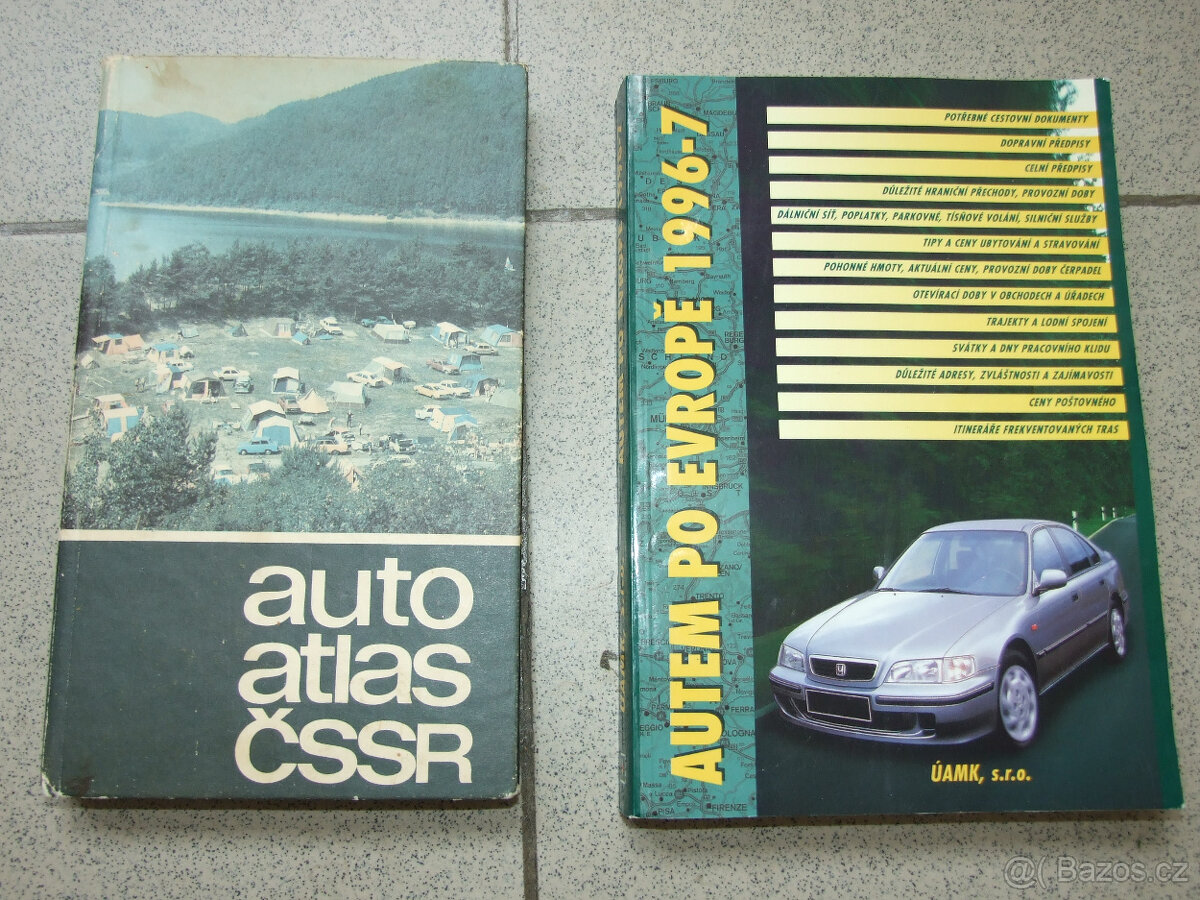 auto
atlas
ČSSR
AUTEM PO EVROPĚ 1996-7
POTŘEBNÉ CESTOVNÍ DOKUMENTY
DOPRAVNÍ PŘEDPISY
CELNÍ PŘEDPISY
DŮLEŽITÉ HRANIČNÍ PŘECHODY, PROVOZNÍ DOBY
DÁLNIČNÍ SÍŤ, POPLATKY, PARKOVNÉ, TÍSŇOVÉ VOLÁNÍ, SILNIČNÍ SLUŽBY
TIPY A CENY UBYTOVÁNÍ A STRAVOVÁNÍ
POHONNÉ HMOTY, AKTUÁLNÍ CENY, PROVOZNÍ DOBY ČERPADEL
OTEVÍRACÍ DOBY V OBCHODECH A ÚŘADECH
TRAJEKTY A LODNÍ SPOJENÍ
SVÁTKY A DNY PRACOVNÍHO KLIDU
DŮLEŽITÉ ADRESY, ZVLÁŠTNOSTI A ZAJÍMAVOSTI
CENY POŠTOVNÉHO
ITINERÁŘE FREKVENTOVANÝCH TRAS
TRENTO
PISA
FIRENZE
ÚAMK, s.r.o.
@ Bazos.cz